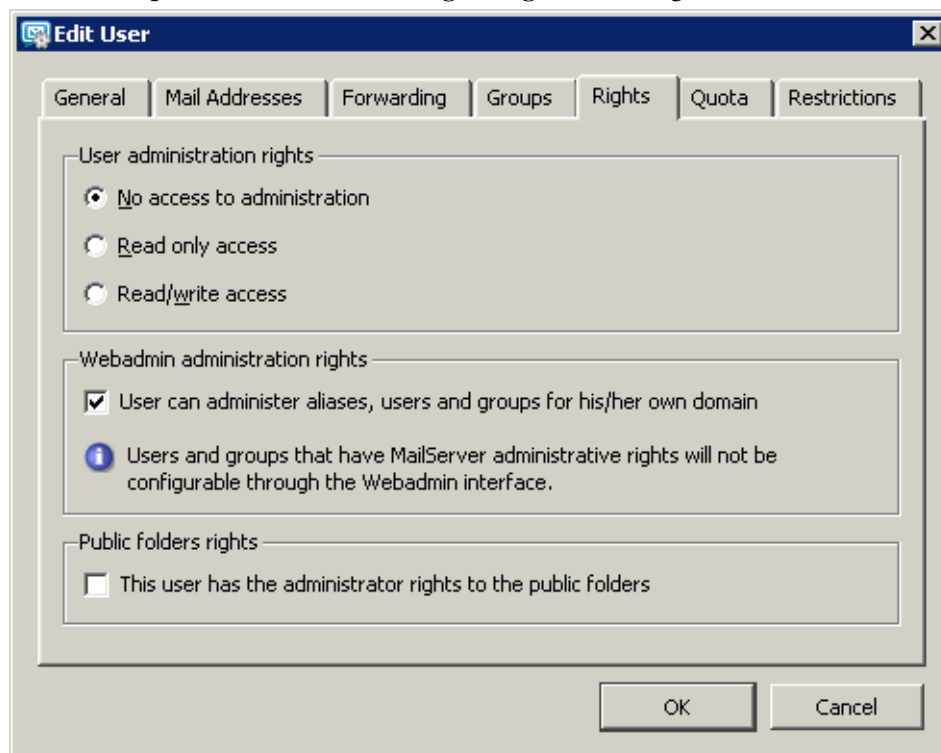 Edit User
General
Mail Addresses
Forwarding
Groups
Rights
Quota
Restrictions
User administration rights
No access to administration
Read only access
Read/write access
Webadmin administration rights
User can administer aliases, users and groups for his/her own domain
Users and groups that have MailServer administrative rights will not be
configurable through the Webadmin interface.
Public folders rights
This user has the administrator rights to the public folders
OK
Cancel